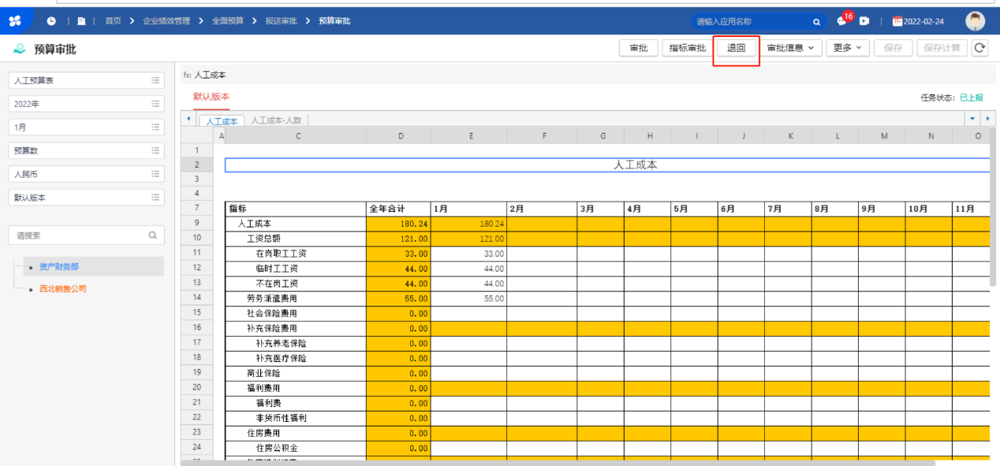 首页 企业绩效管理 全面预算 报送审批 预算审批 请输入应用名称 16 2022-02-24
预算审批 审批 指标审批 退回 审批信息 更多 保存 保存计算
人工预算表
2022年
1月
预算数
人民币
默认版本
请搜索
资产财务部
西北销售公司
fx: 人工成本
默认版本 任务状态: 已上报
人工成本 人工成本-人数
A C D E F G H I J K L M N O
1
2 人工成本
3
4
7 指标 全年合计 1月 2月 3月 4月 5月 6月 7月 8月 9月 10月 11月
9 人工成本 180.24 180.24
10 工资总额 121.00 121.00
11 在岗职工工资 33.00 33.00
12 临时工工资 44.00 44.00
13 不在岗工资 44.00 44.00
14 劳务派遣费用 55.00 55.00
15 社会保险费用 0.00
16 补充保险费用 0.00
17 补充养老保险 0.00
18 补充医疗保险 0.00
19 商业保险 0.00
20 福利费用 0.00
21 福利费 0.00
22 非货币性福利 0.00
23 住房费用 0.00
24 住房公积金 0.00